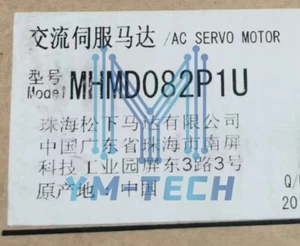 交流伺服马达/AC SERVO MOTOR
型号
Model MHMD082P1U
珠海松下马达有限公司
中国广东省珠海市南屏
科技工业园屏东3路3号
原产地:中国
Q/
20
YM-TECH